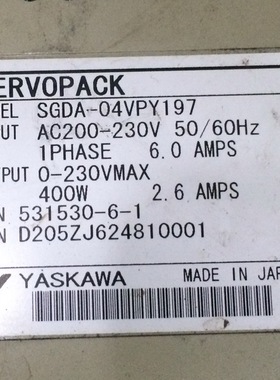 ERVOPACK
EL SGDA-04VPY197
UT AC200-230V 50/60Hz
1PHASE 6.0 AMPS
PUT 0-230VMAX
400W 2.6 AMPS
N 531530-6-1
N D205ZJ624810001
YASKAWA MADE IN JAP